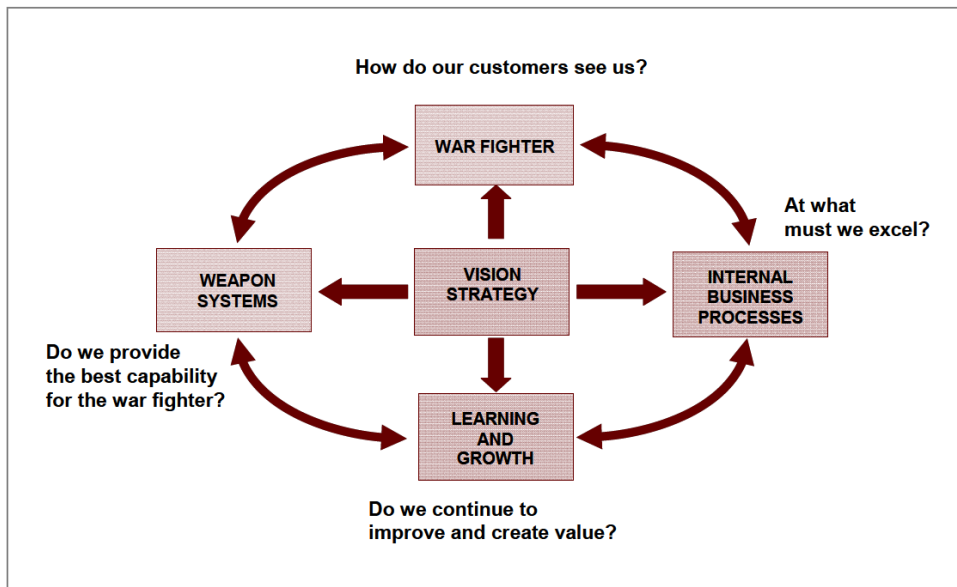 How do our customers see us?
WAR FIGHTER
At what
must we excel?
WEAPON
SYSTEMS
VISION
STRATEGY
INTERNAL
BUSINESS
PROCESSES
Do we provide
the best capability
for the war fighter?
LEARNING
AND
GROWTH
Do we continue to
improve and create value?